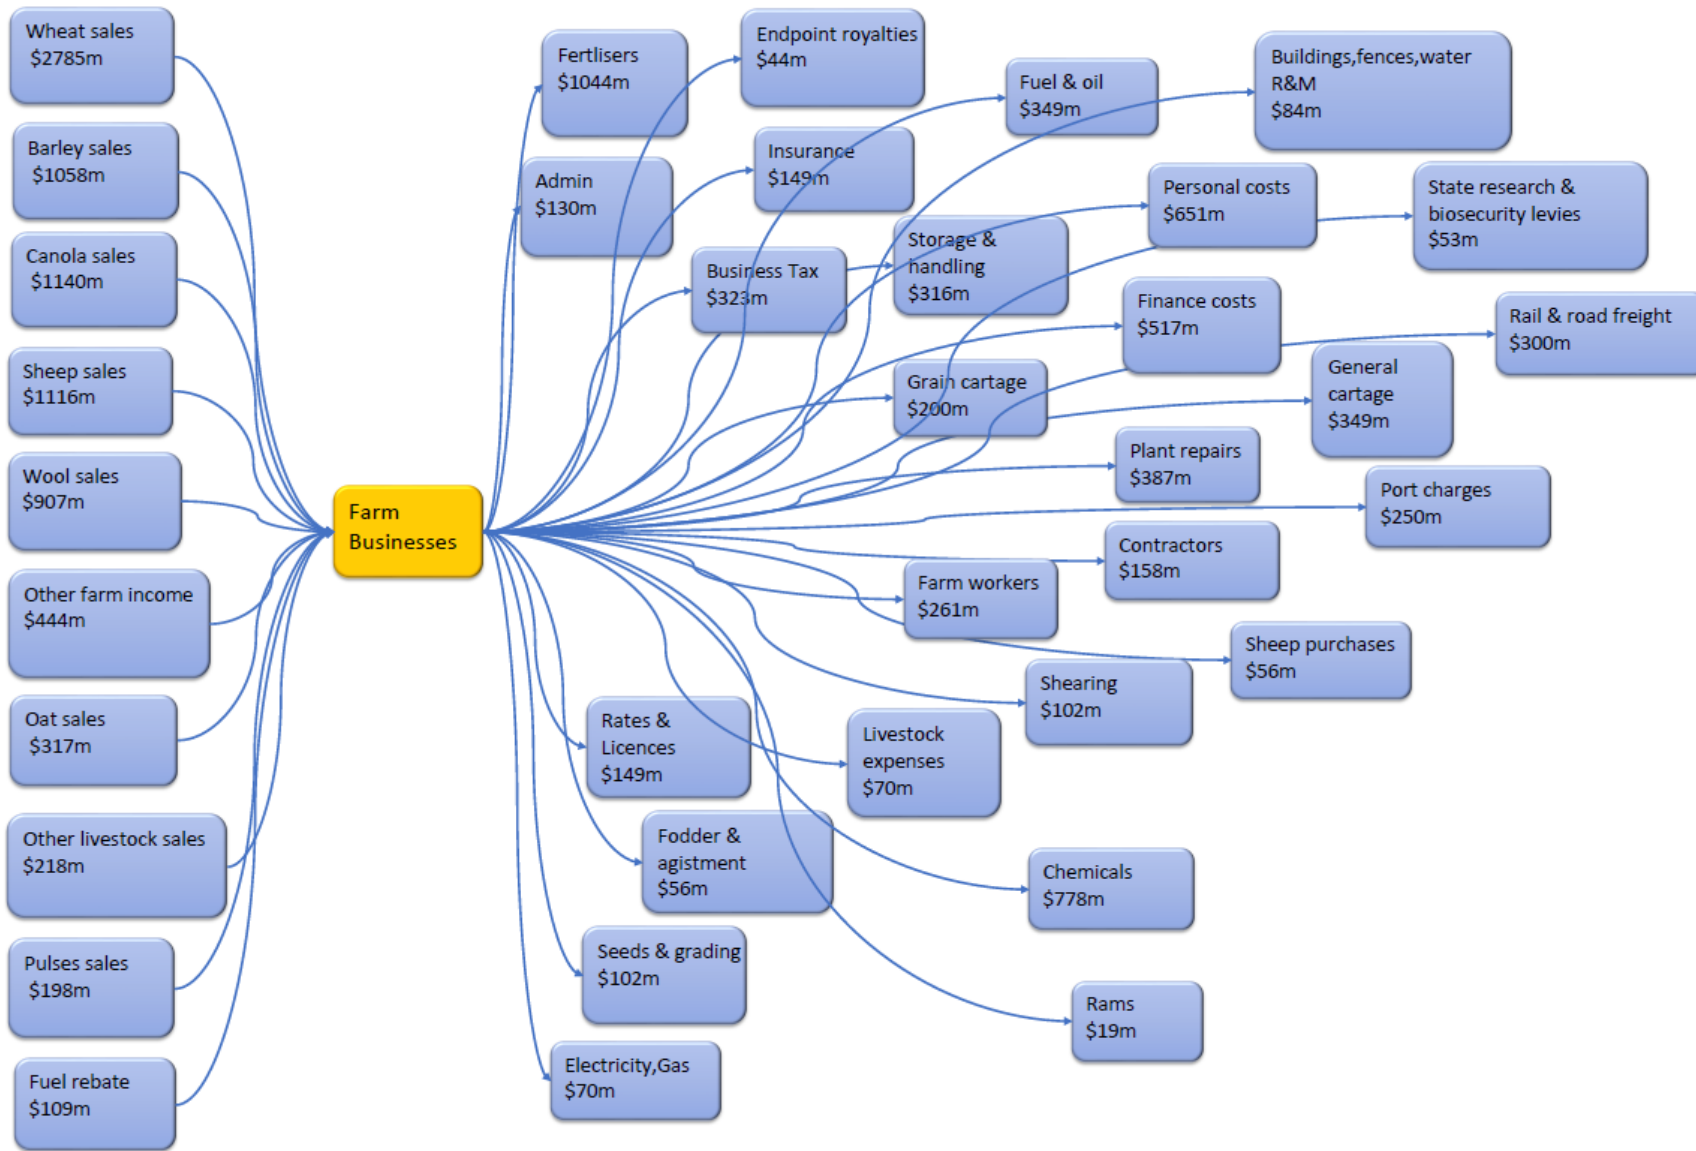 Wheat sales
$2785m
Barley sales
$1058m
Canola sales
$1140m
Sheep sales
$1116m
Wool sales
$907m
Other farm income
$444m
Oat sales
$317m
Other livestock sales
$218m
Pulses sales
$198m
Fuel rebate
$109m
Farm
Businesses
Fertlisers
$1044m
Endpoint royalties
$44m
Fuel & oil
$349m
Buildings,fences,water
R&M
$84m
Admin
$130m
Insurance
$149m
Personal costs
$651m
State research &
biosecurity levies
$53m
Business Tax
$323m
Storage &
handling
$316m
Finance costs
$517m
Rail & road freight
$300m
Grain cartage
$200m
General
cartage
$349m
Plant repairs
$387m
Port charges
$250m
Contractors
$158m
Farm workers
$261m
Sheep purchases
$56m
Shearing
$102m
Rates &
Licences
$149m
Livestock
expenses
$70m
Fodder &
agistment
$56m
Chemicals
$778m
Seeds & grading
$102m
Rams
$19m
Electricity,Gas
$70m